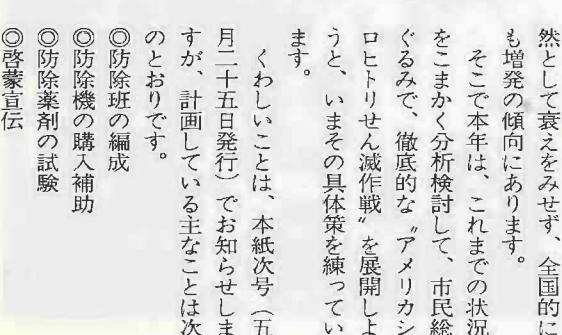 然として衰えをみせず、全国的に
も増発の傾向にあります。
そこで本年は、これまでの状況
をこまかく分析検討して、市民総
ぐるみで、徹底的な〝アメリカシ
ロヒトリせん滅作戦〟を展開しよ
うと、いまその具体策を練ってい
ます。
くわしいことは、本紙次号（五
月二十五日発行）でお知らせしま
すが、計画している主なことは次
のとおりです。
◎防除班の編成
◎防除機の購入補助
◎防除薬剤の試験
◎啓蒙宣伝